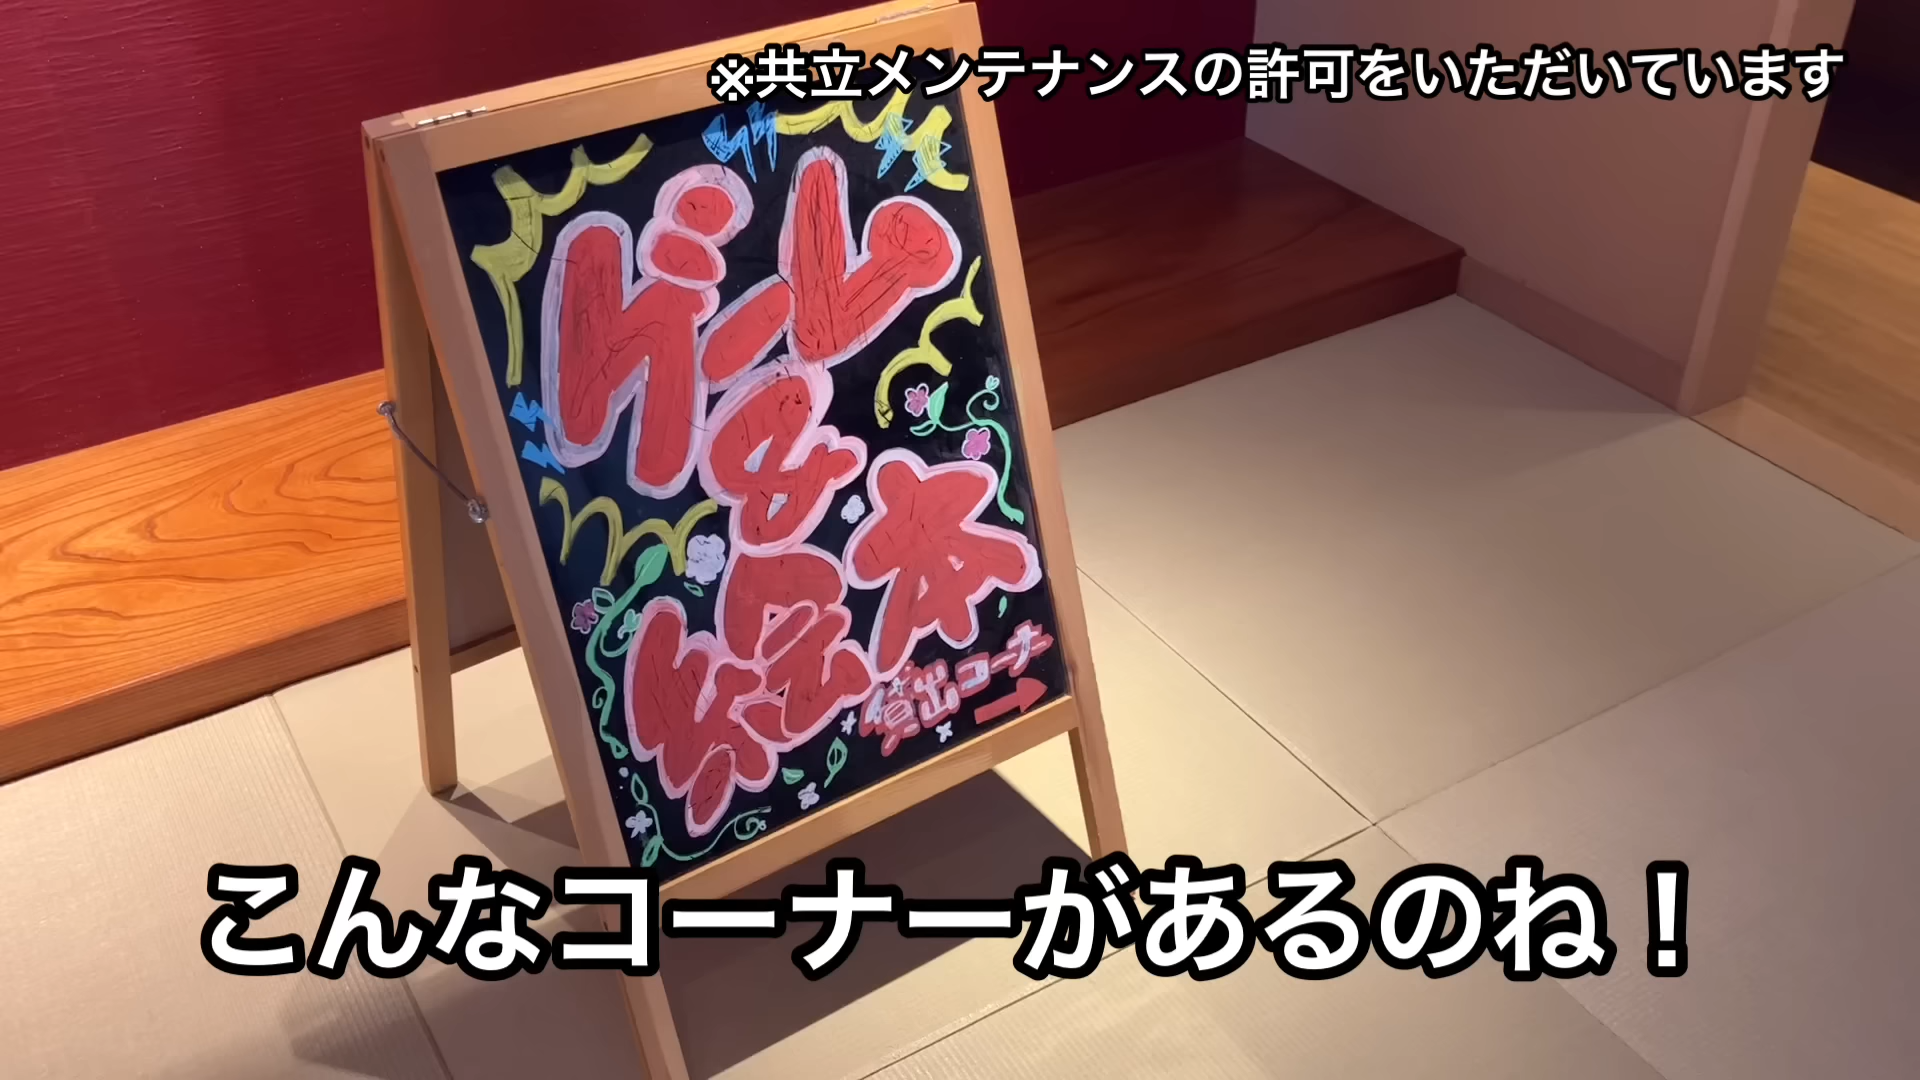 ※共立メンテナンスの許可をいただいています
ゲーム
&
絵本
貸出コーナー
こんなコーナーがあるのね！